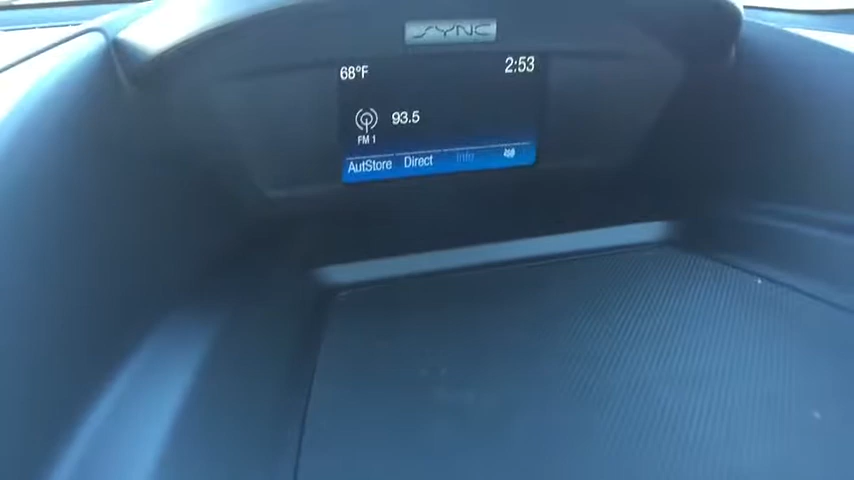 SYNC
68°F 2:53
93.5
FM 1
AutStore Direct Info